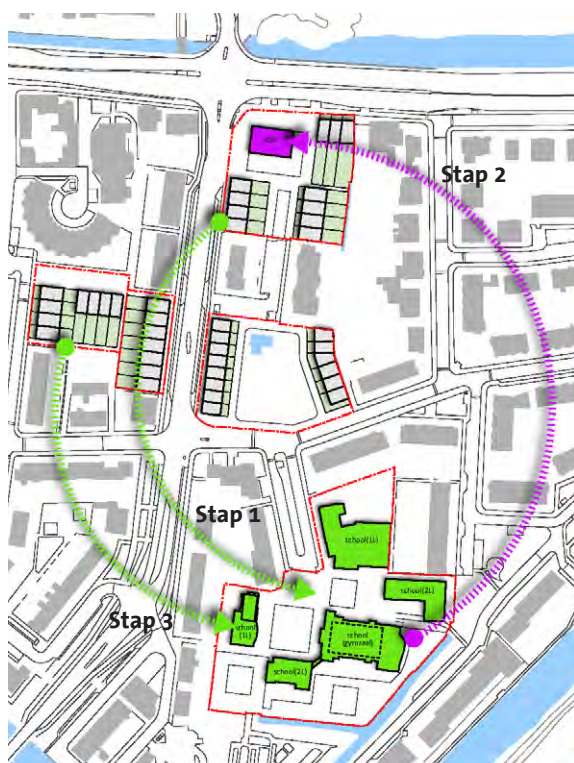 Stap 2
Stap 1
school(1L)
school(2L)
Stap 3
school
(1L)
school
(gymzaal)
school(2L)